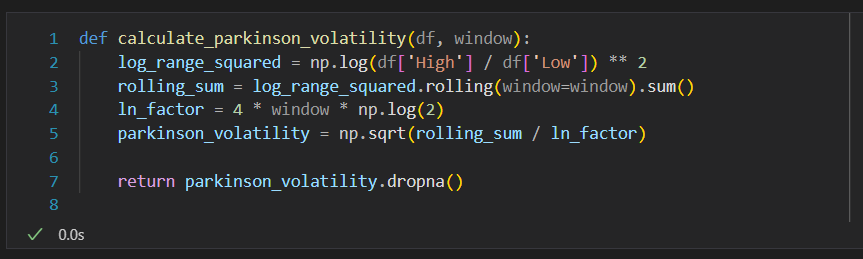 1 def calculate_parkinson_volatility(df, window):
2     log_range_squared = np.log(df['High'] / df['Low']) ** 2
3     rolling_sum = log_range_squared.rolling(window=window).sum()
4     ln_factor = 4 * window * np.log(2)
5     parkinson_volatility = np.sqrt(rolling_sum / ln_factor)
6
7     return parkinson_volatility.dropna()
8
0.0s